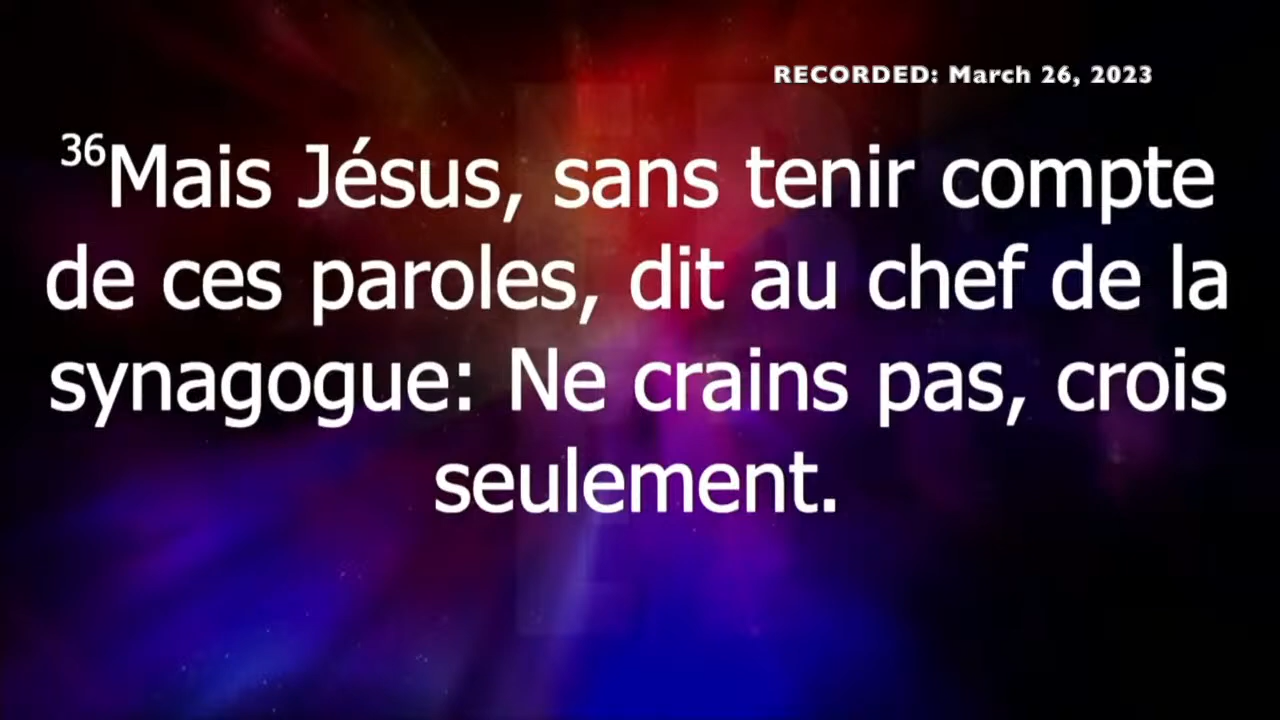 RECORDED: March 26, 2023
36Mais Jésus, sans tenir compte
de ces paroles, dit au chef de la
synagogue: Ne crains pas, crois
seulement.